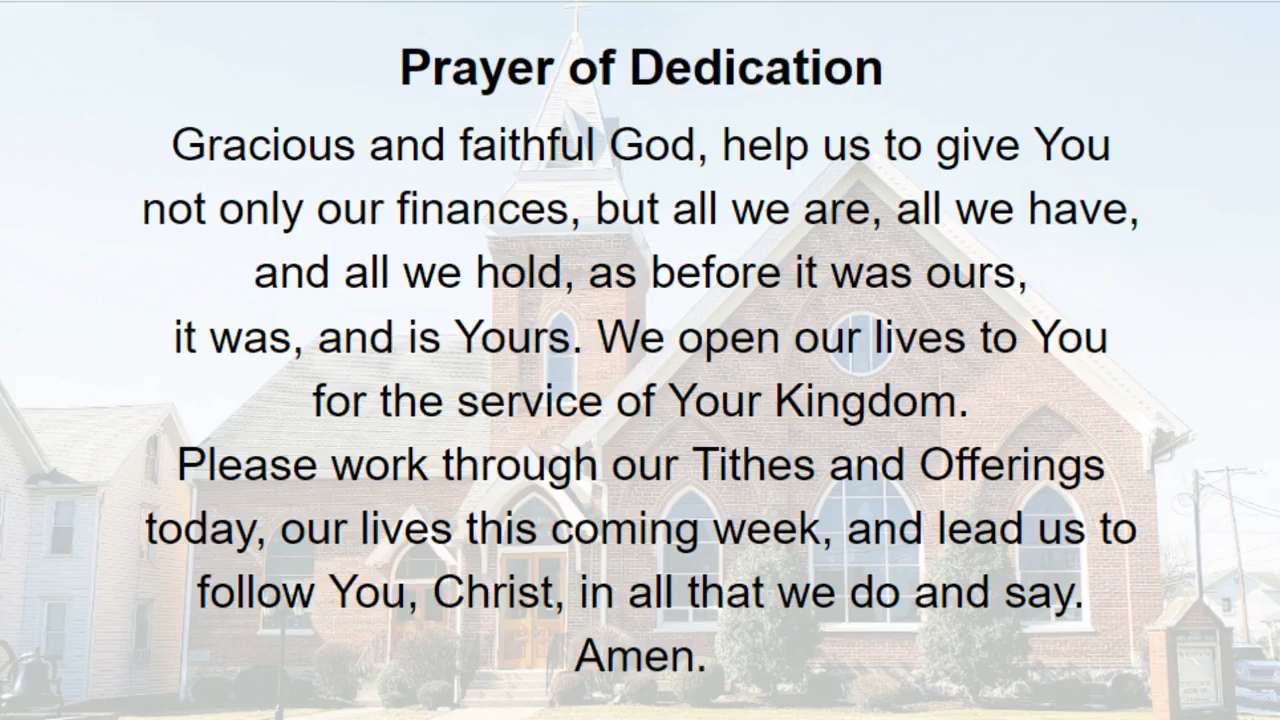 Prayer of Dedication
Gracious and faithful God, help us to give You
not only our finances, but all we are, all we have,
and all we hold, as before it was ours,
it was, and is Yours. We open our lives to You
for the service of Your Kingdom.
Please work through our Tithes and Offerings
today, our lives this coming week, and lead us to
follow You, Christ, in all that we do and say.
Amen.